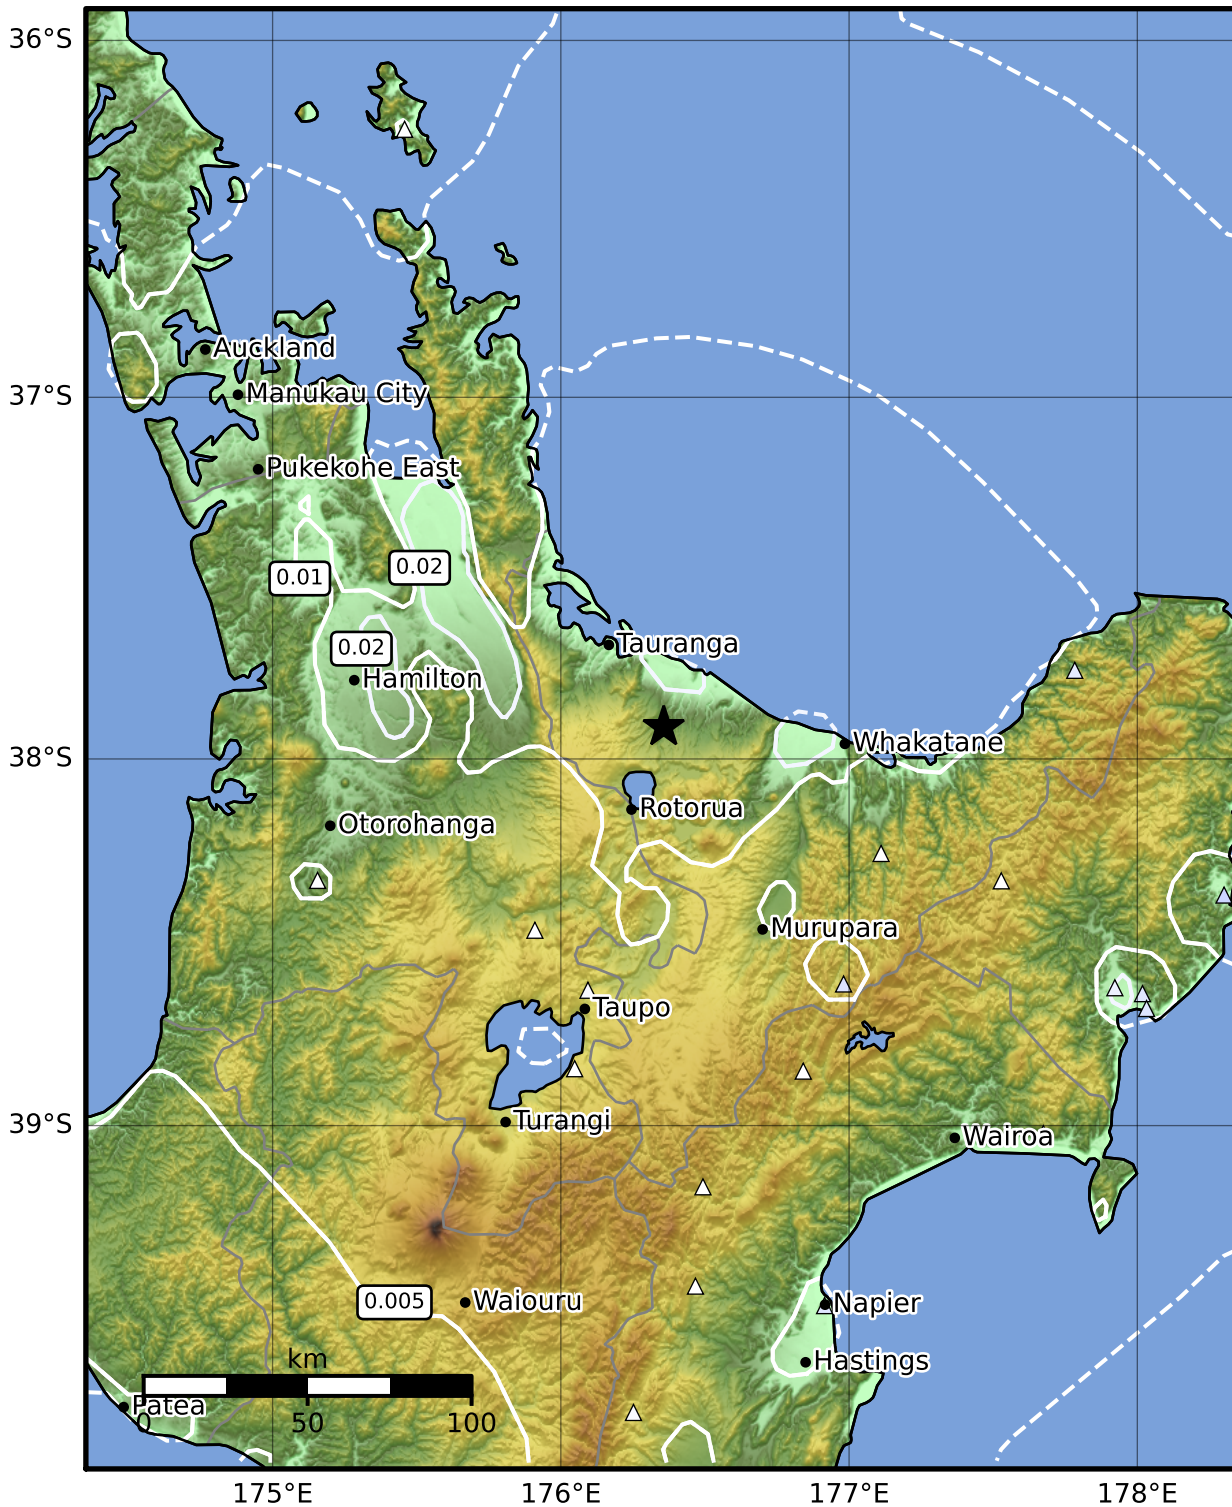 36°S
Auckland
Manukau City
37°S
Pukekohe East
0.02
0.01
Tauranga
0.02
Hamilton
Whakatane
38°S
Rotorua
Otorohanga
Murupara
Taupo
Turangi
39°S
Wairoa
0.005
Waiouru
Napier
km
Hastings
Patea
0 50 100
175°E 176°E 177°E 178°E